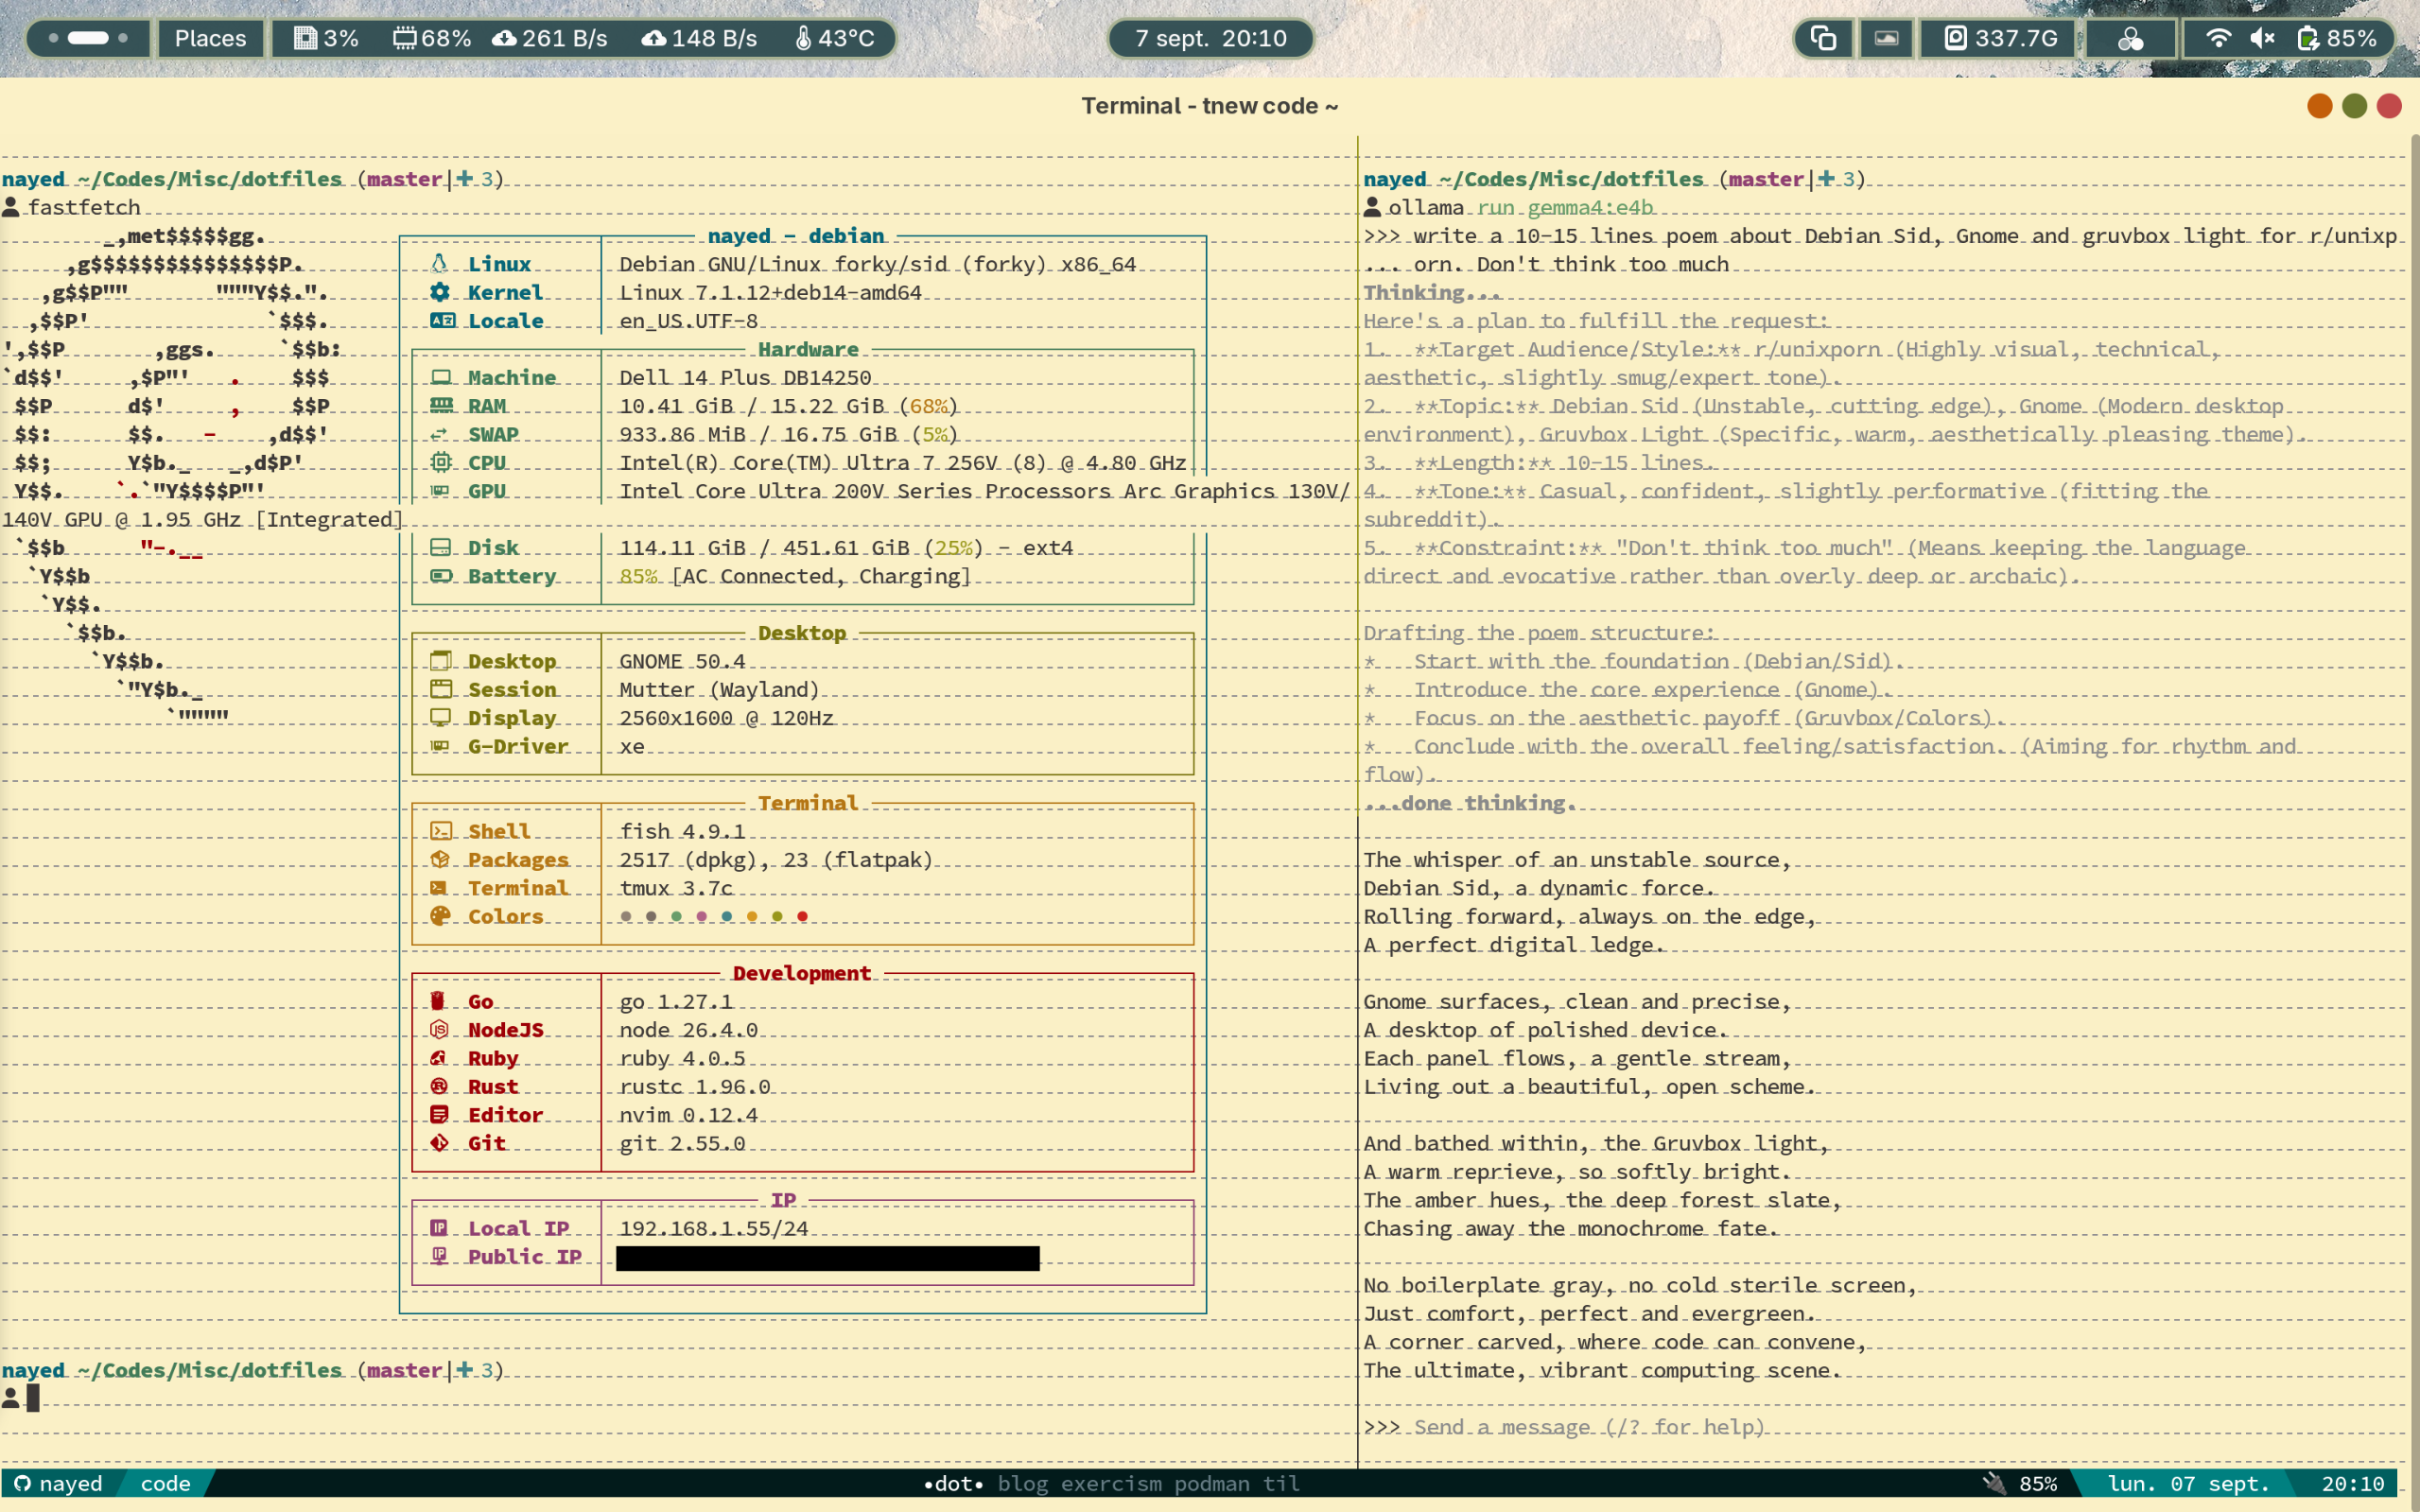 Places
3%
68%
261 B/s
148 B/s
43°C
7 sept. 20:10
337.7G
85%
Terminal - tnew code ~
nayed ~/Codes/Misc/dotfiles (master|✚ 3)
fastfetch
_,met$$$$$gg.
,g$$$$$$$$$$$$$$$P.
,g$$P""       """Y$$.".
,$$P'              `$$$.
',$$P       ,ggs.     `$$b:
`d$$'     ,$P"'   .    $$$
$$P      d$'     ,    $$P
$$:      $$.   -    ,d$$'
$$;      Y$b._   _,d$P'
Y$$.    `.`"Y$$$$P"'
nayed - debian
Linux Debian GNU/Linux forky/sid (forky) x86_64
Kernel Linux 7.1.12+deb14-amd64
Locale en_US.UTF-8
Hardware
Machine Dell 14 Plus DB14250
RAM 10.41 GiB / 15.22 GiB (68%)
SWAP 933.86 MiB / 16.75 GiB (5%)
CPU Intel(R) Core(TM) Ultra 7 256V (8) @ 4.80 GHz
GPU Intel Core Ultra 200V Series Processors Arc Graphics 130V/
140V GPU @ 1.95 GHz [Integrated]
`$$b      "-.__
`Y$$b
`Y$$.
`$$b.
`Y$$b.
`"Y$b._
`"""""
Disk 114.11 GiB / 451.61 GiB (25%) - ext4
Battery 85% [AC Connected, Charging]
Desktop
Desktop GNOME 50.4
Session Mutter (Wayland)
Display 2560x1600 @ 120Hz
G-Driver xe
Terminal
Shell fish 4.9.1
Packages 2517 (dpkg), 23 (flatpak)
Terminal tmux 3.7c
Colors ● ● ● ● ● ● ● ●
Development
Go go 1.27.1
NodeJS node 26.4.0
Ruby ruby 4.0.5
Rust rustc 1.96.0
Editor nvim 0.12.4
Git git 2.55.0
IP
Local IP 192.168.1.55/24
Public IP
nayed ~/Codes/Misc/dotfiles (master|✚ 3)
nayed ~/Codes/Misc/dotfiles (master|✚ 3)
ollama run gemma4:e4b
>>> write a 10-15 lines poem about Debian Sid, Gnome and gruvbox light for r/unixp
... orn. Don't think too much
Thinking...
Here's a plan to fulfill the request:
1.  **Target Audience/Style:** r/unixporn (Highly visual, technical,
aesthetic, slightly smug/expert tone).
2.  **Topic:** Debian Sid (Unstable, cutting edge), Gnome (Modern desktop
environment), Gruvbox Light (Specific, warm, aesthetically pleasing theme).
3.  **Length:** 10-15 lines.
4.  **Tone:** Casual, confident, slightly performative (fitting the
subreddit).
5.  **Constraint:** "Don't think too much" (Means keeping the language
direct and evocative rather than overly deep or archaic).
Drafting the poem structure:
*   Start with the foundation (Debian/Sid).
*   Introduce the core experience (Gnome).
*   Focus on the aesthetic payoff (Gruvbox/Colors).
*   Conclude with the overall feeling/satisfaction. (Aiming for rhythm and
flow).
...done thinking.
The whisper of an unstable source,
Debian Sid, a dynamic force.
Rolling forward, always on the edge,
A perfect digital ledge.
Gnome surfaces, clean and precise,
A desktop of polished device.
Each panel flows, a gentle stream,
Living out a beautiful, open scheme.
And bathed within, the Gruvbox light,
A warm reprieve, so softly bright.
The amber hues, the deep forest slate,
Chasing away the monochrome fate.
No boilerplate gray, no cold sterile screen,
Just comfort, perfect and evergreen.
A corner carved, where code can convene,
The ultimate, vibrant computing scene.
>>> Send a message (/? for help)
nayed code
•dot• blog exercism podman til
85% lun. 07 sept. 20:10